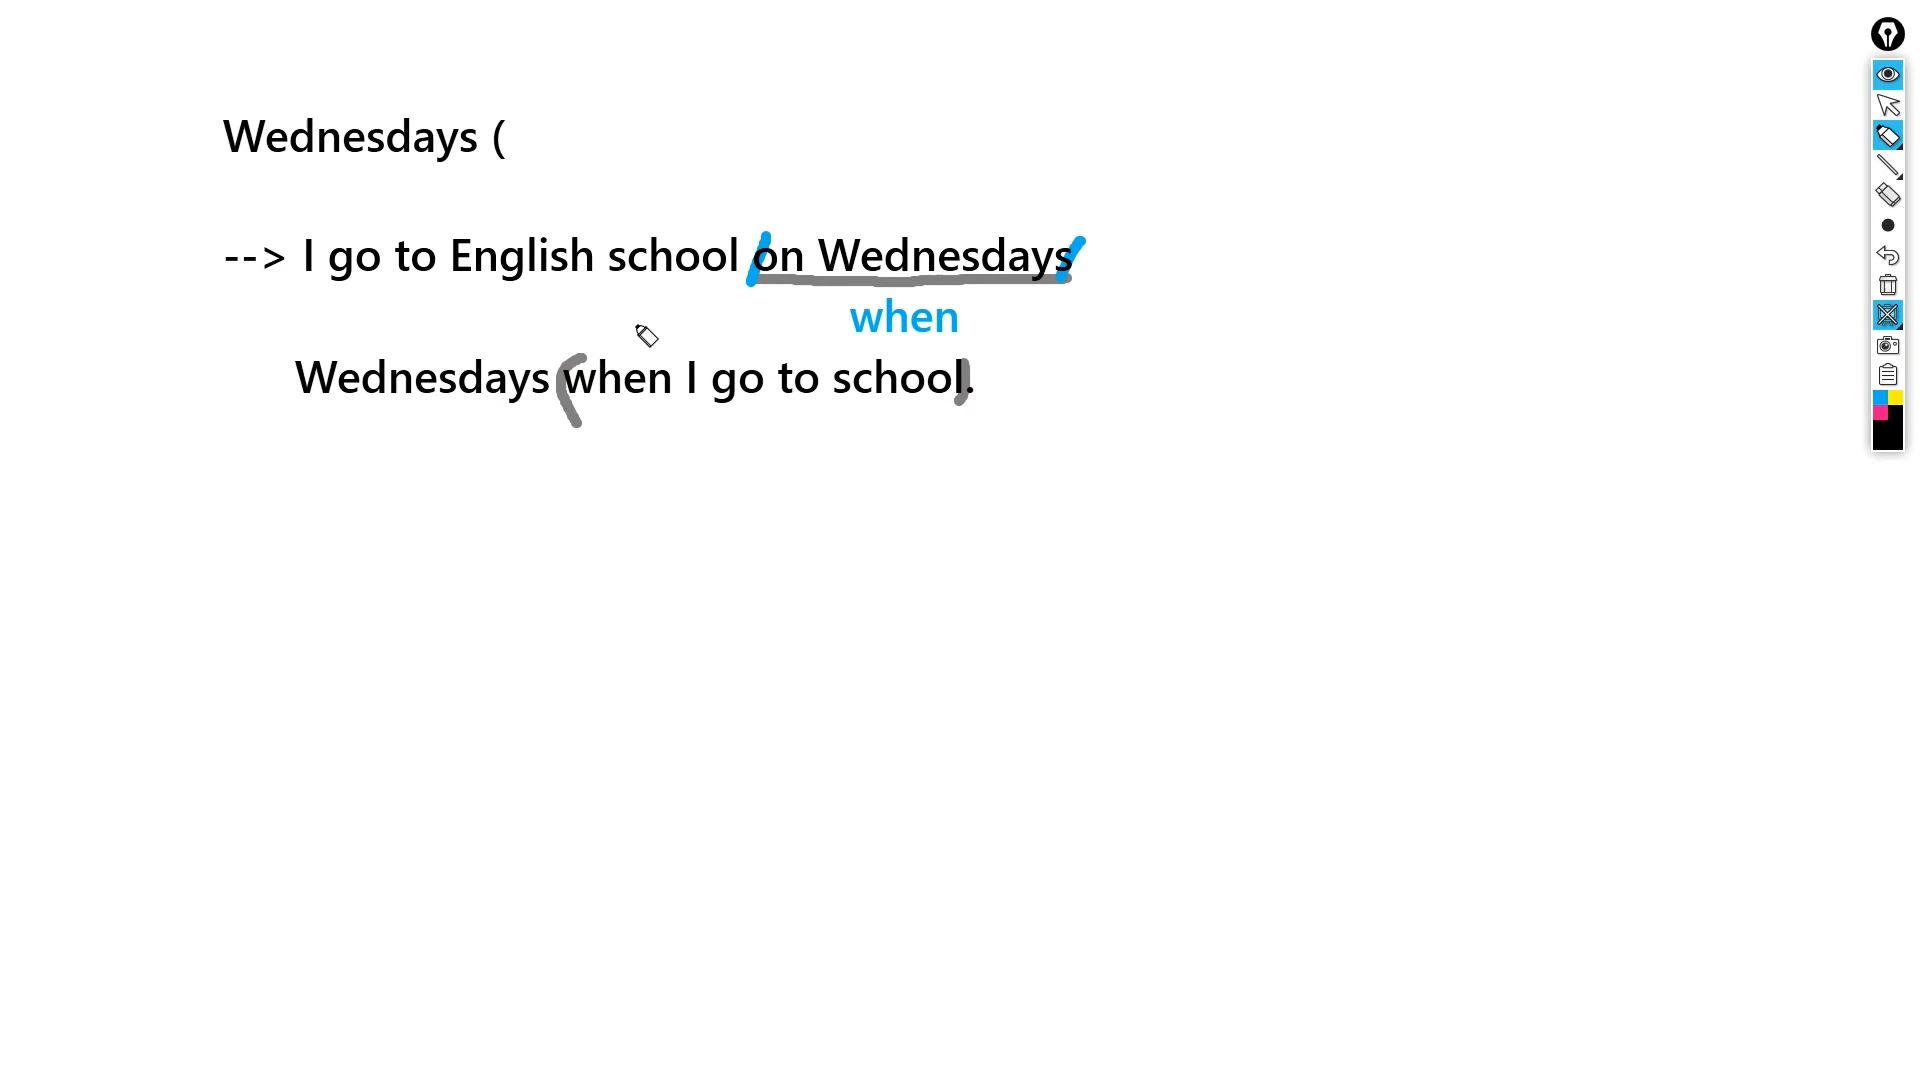 Wednesdays (
--> I go to English school on Wednesdays
when
Wednesdays when I go to school.